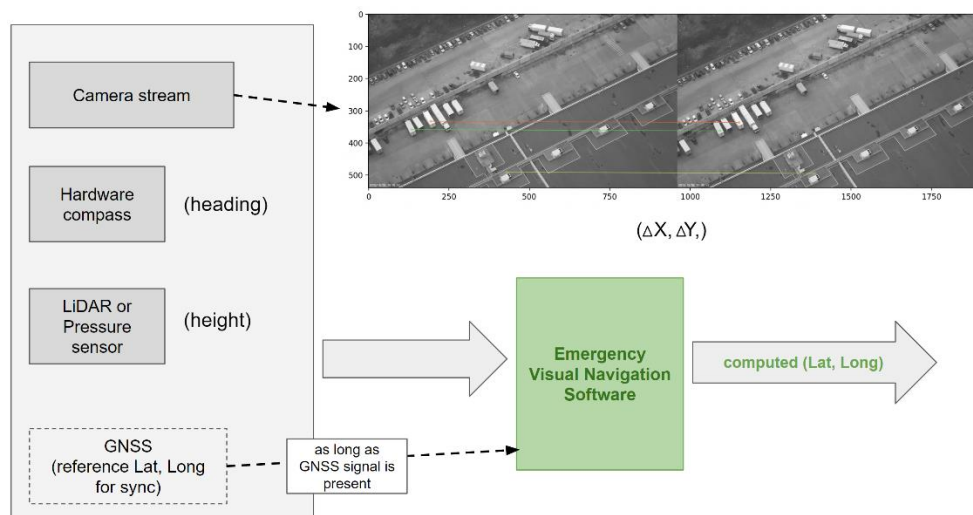 Camera stream
Hardware
compass
(heading)
LiDAR or
Pressure
sensor
(height)
GNSS
(reference Lat, Long
for sync)
as long as
GNSS signal is
present
0
100
200
300
400
500
0
250
500
750
1000
1250
1500
1750
(ΔX, ΔY,)
Emergency
Visual Navigation
Software
computed (Lat, Long)